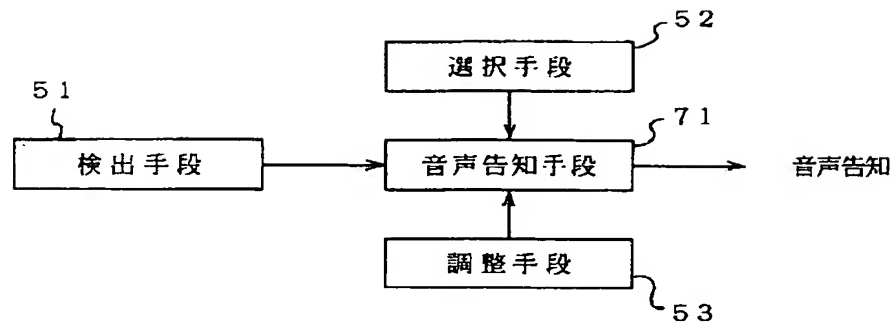 ５２
選択手段
５１
７１
検出手段
音声告知手段
音声告知
調整手段
５３